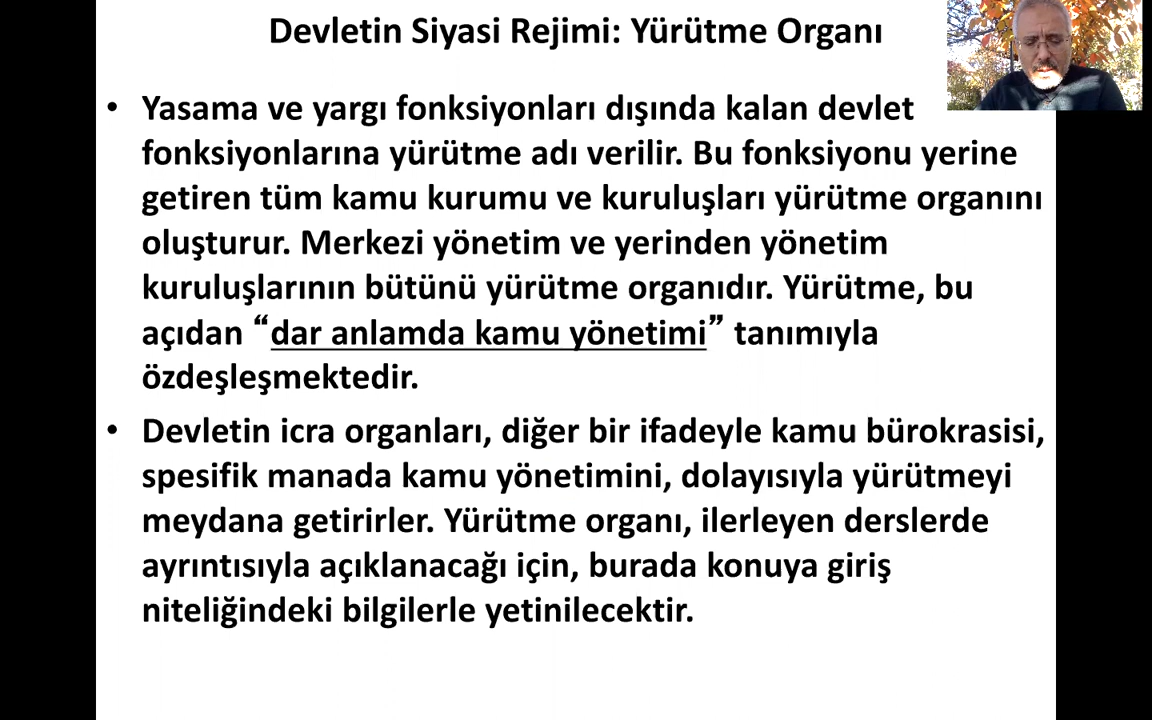 Devletin Siyasi Rejimi: Yürütme Organı
• Yasama ve yargı fonksiyonları dışında kalan devlet
fonksiyonlarına yürütme adı verilir. Bu fonksiyonu yerine
getiren tüm kamu kurumu ve kuruluşları yürütme organını
oluşturur. Merkezi yönetim ve yerinden yönetim
kuruluşlarının bütünü yürütme organıdır. Yürütme, bu
açıdan “dar anlamda kamu yönetimi” tanımıyla
özdeşleşmektedir.
• Devletin icra organları, diğer bir ifadeyle kamu bürokrasisi,
spesifik manada kamu yönetimini, dolayısıyla yürütmeyi
meydana getirirler. Yürütme organı, ilerleyen derslerde
ayrıntısıyla açıklanacağı için, burada konuya giriş
niteliğindeki bilgilerle yetinilecektir.